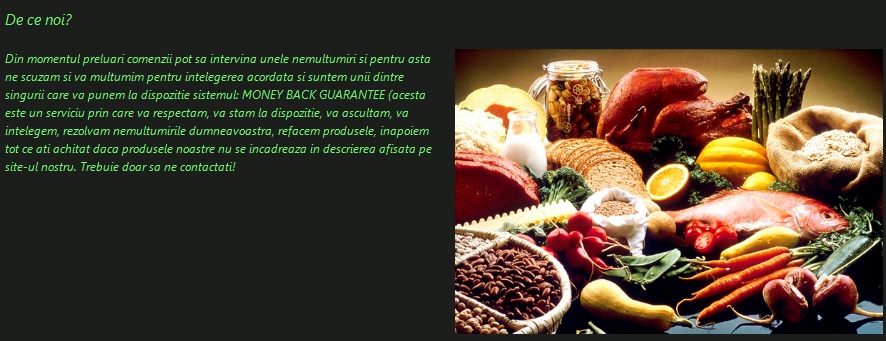 De ce noi?
Din momentul preluari comenzii pot sa intervina unele nemultumiri si pentru asta
ne scuzam si va multumim pentru intelegerea acordata si suntem unii dintre
singurii care va punem la dispozitie sistemul: MONEY BACK GUARANTEE (acesta
este un serviciu prin care va respectam, va stam la dispozitie, va ascultam, va
intelegem, rezolvam nemultumirile dumneavoastra, refacem produsele, inapoiem
tot ce ati achitat daca produsele noastre nu se incadreaza in descrierea afisata pe
site-ul nostru. Trebuie doar sa ne contactati!